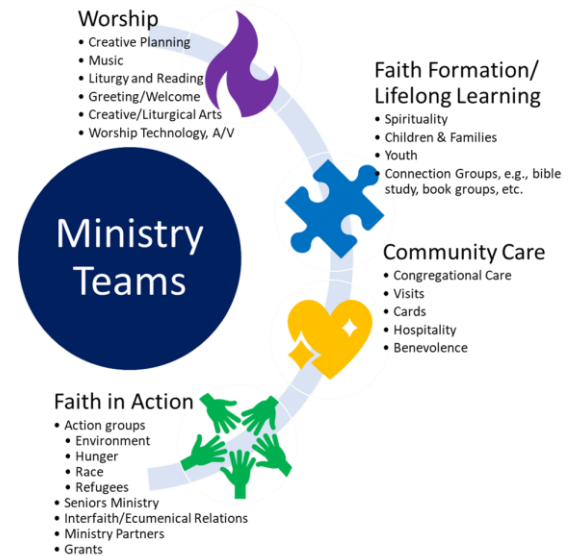 Worship
• Creative Planning
• Music
• Liturgy and Reading
• Greeting/Welcome
• Creative/Liturgical Arts
• Worship Technology, A/V
Faith Formation/
Lifelong Learning
• Spirituality
• Children & Families
• Youth
• Connection Groups, e.g., bible
study, book groups, etc.
Ministry
Teams
Community Care
• Congregational Care
• Visits
• Cards
• Hospitality
• Benevolence
Faith in Action
• Action groups
• Environment
• Hunger
• Race
• Refugees
• Seniors Ministry
• Interfaith/Ecumenical Relations
• Ministry Partners
• Grants